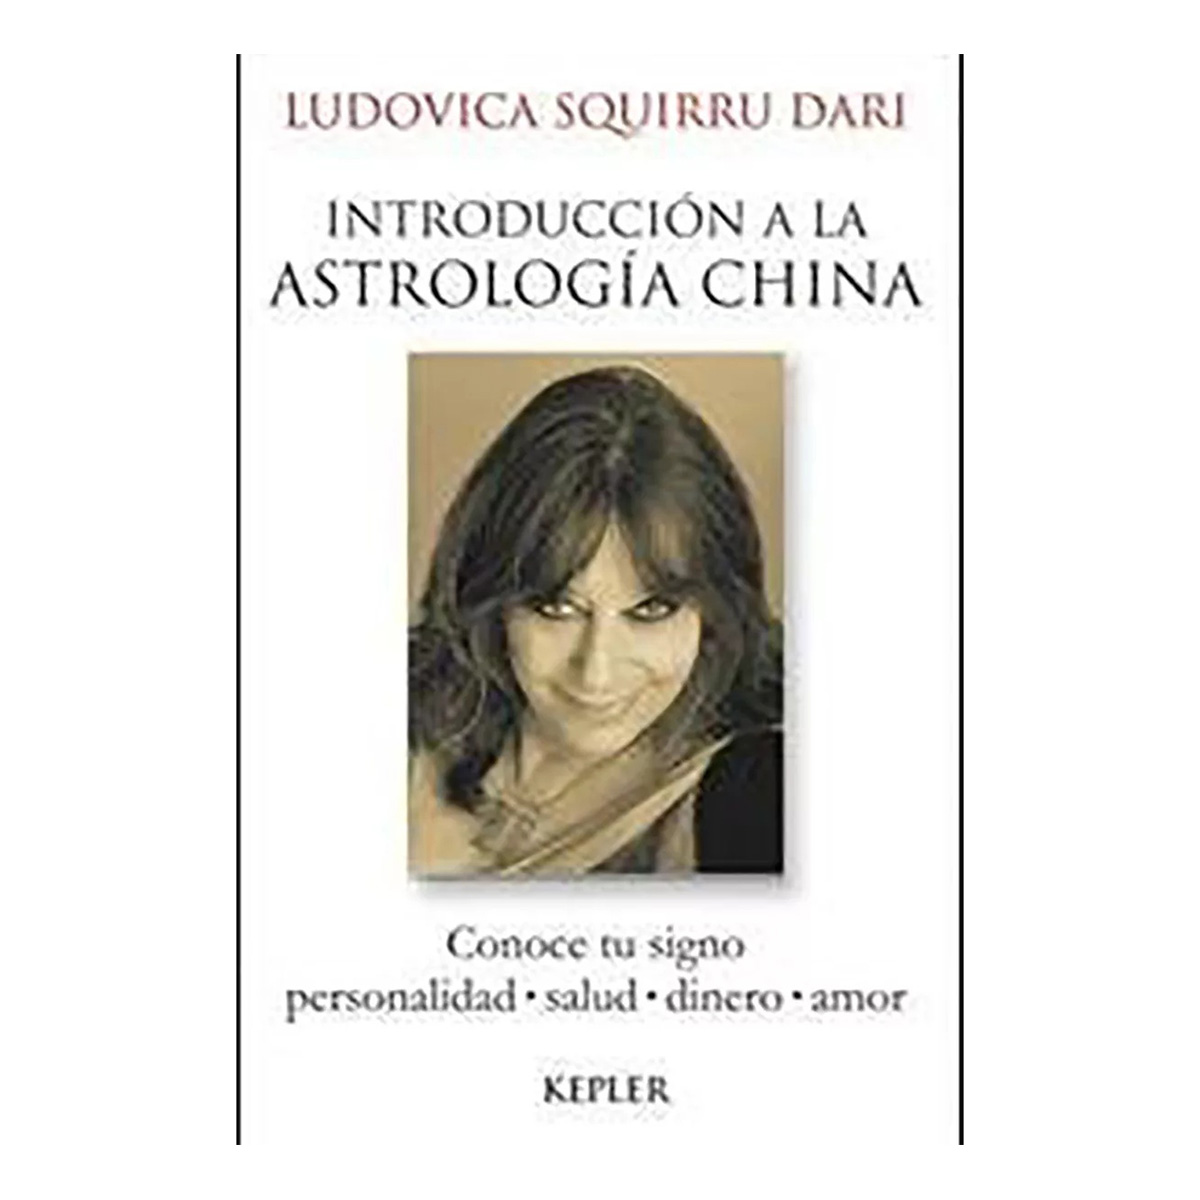 LUDOVICA SQUIRRU DARI
INTRODUCCIÓN A LA
ASTROLOGÍA CHINA
Conoce tu signo
personalidad · salud · dinero · amor
KEPLER